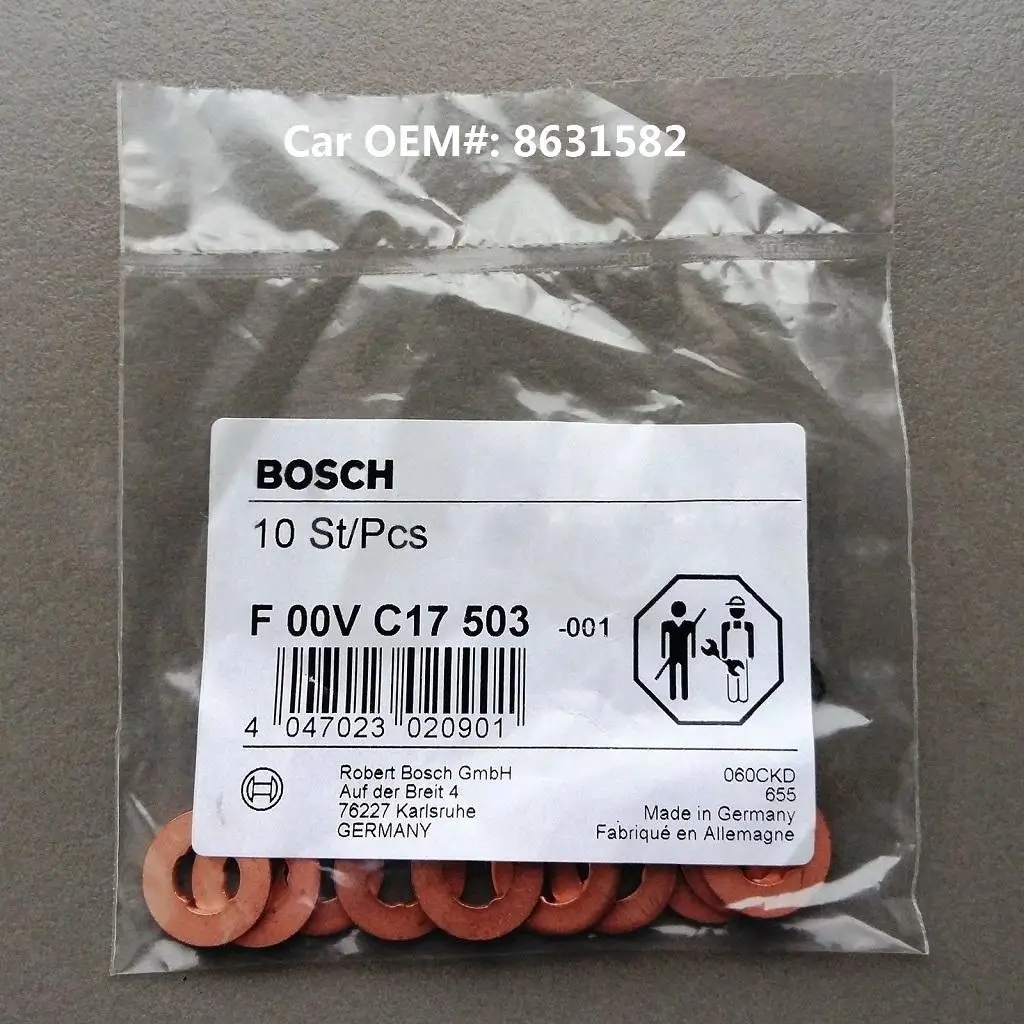 Car OEM#: 8631582
BOSCH
10 St/Pcs
F 00V C17 503 -001
4 047023 020901
Robert Bosch GmbH
Auf der Breit 4
76227 Karlsruhe
GERMANY
060CKD
655
Made in Germany
Fabriqué en Allemagne